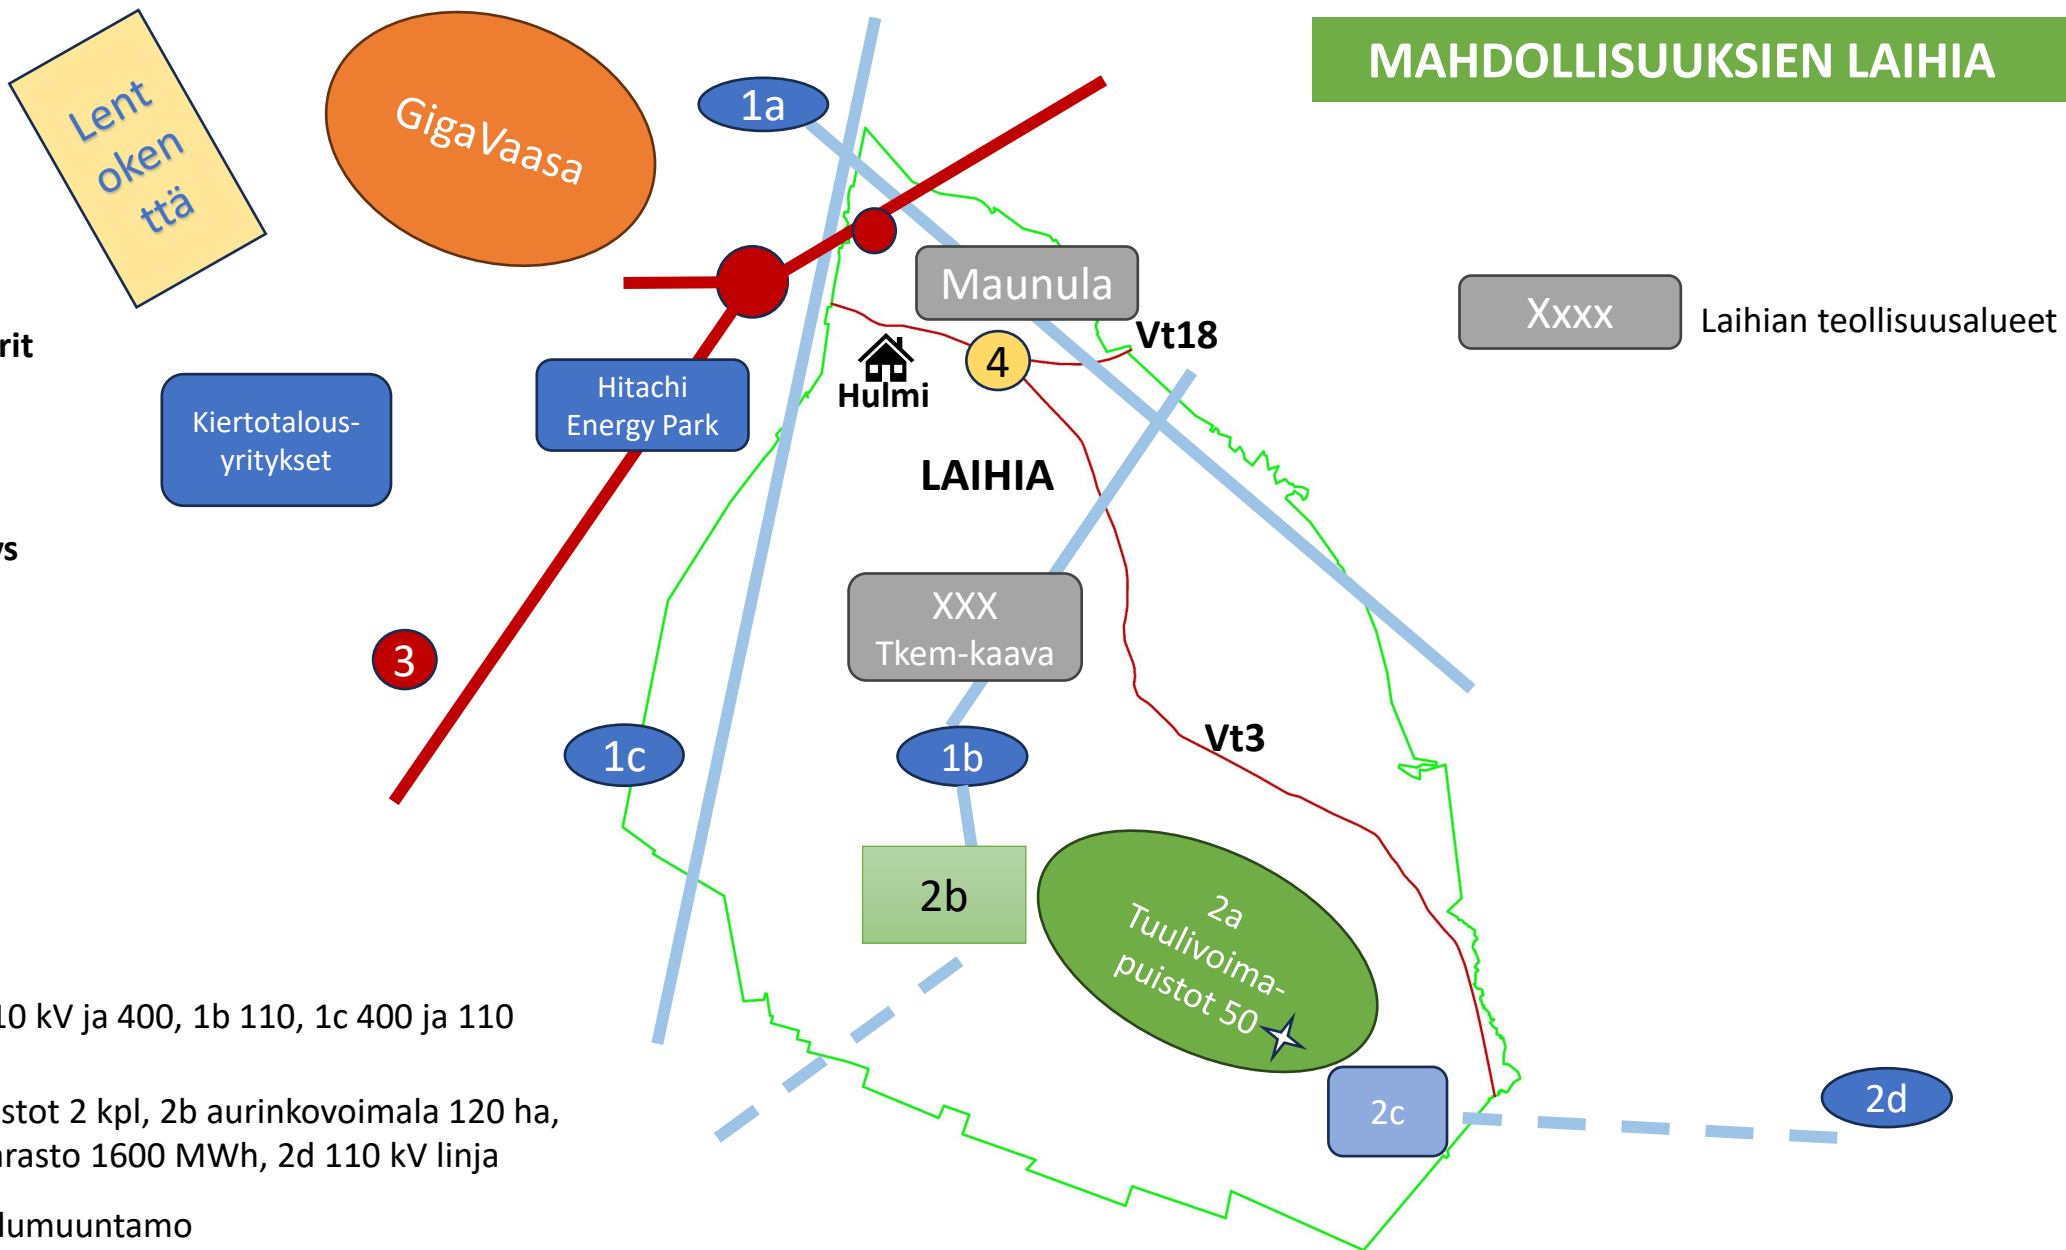 MAHDOLLISUUKSIEN LAIHIA
Lent
oken
ttä
GigaVaasa
1a
Maunula
Xxxx
Laihian teollisuusalueet
Vt18
rit
4
Hulmi
Hitachi
Energy Park
Kiertotalous-
yritykset
LAIHIA
ys
XXX
Tkem-kaava
3
1c
1b
Vt3
2b
2a
Tuulivoima-
puistot 50
10 kV ja 400, 1b 110, 1c 400 ja 110
2c
2d
stot 2 kpl, 2b aurinkovoimala 120 ha,
arasto 1600 MWh, 2d 110 kV linja
lumuuntamo